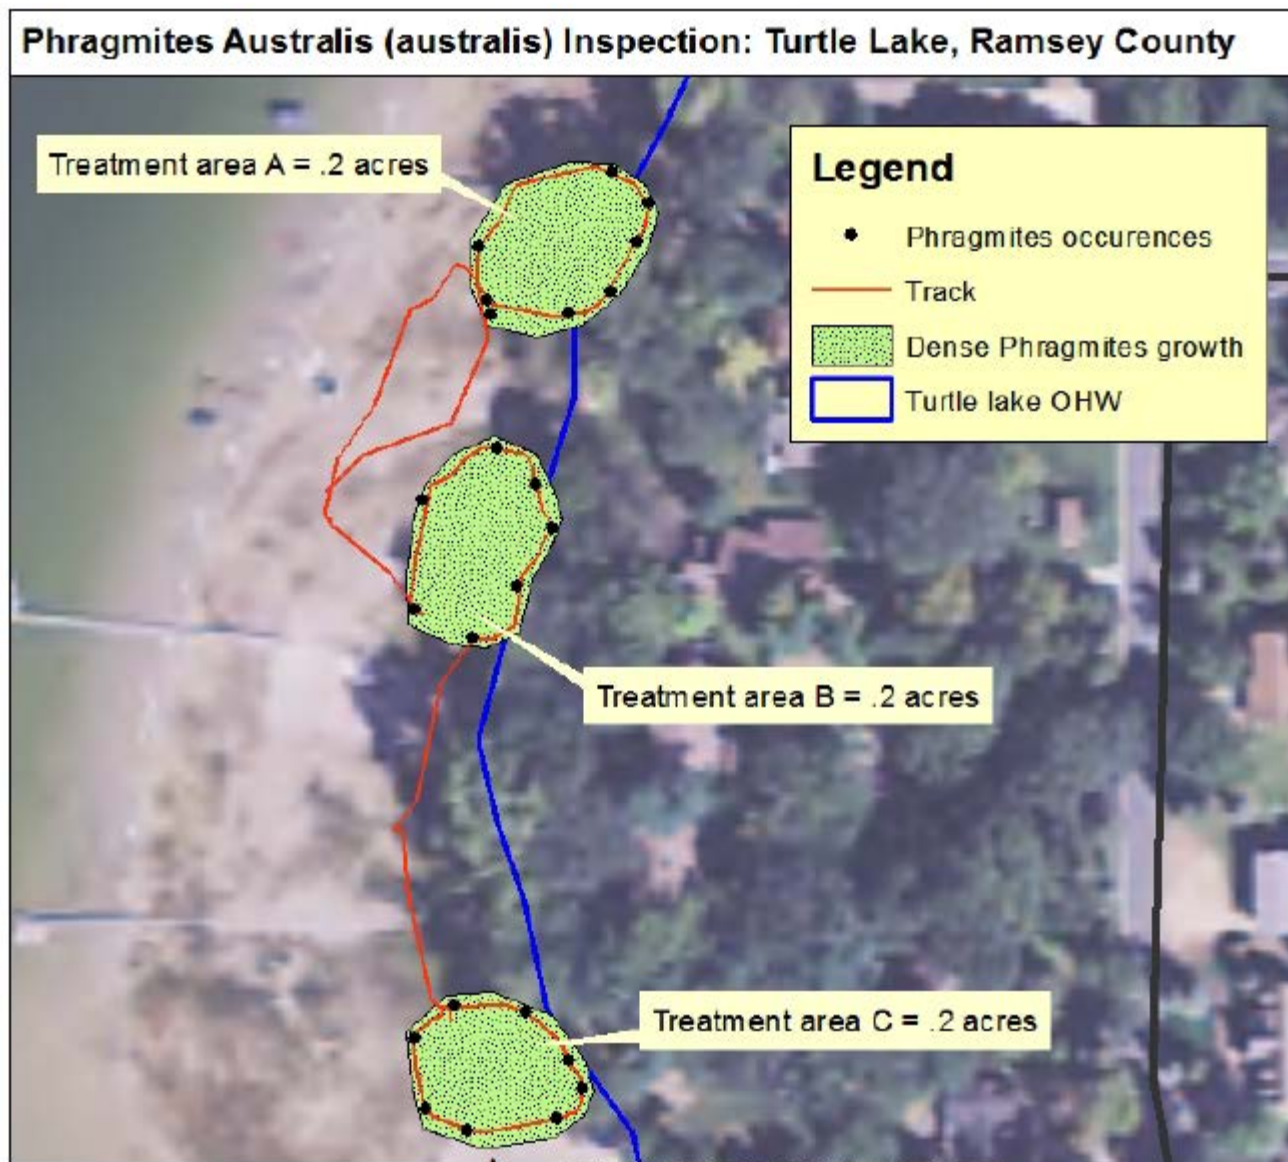 Phragmites Australis (australis) Inspection: Turtle Lake, Ramsey County
Treatment area A = .2 acres
Legend
Phragmites occurences
Track
Dense Phragmites growth
Turtle lake OHW
Treatment area B = .2 acres
Treatment area C = .2 acres